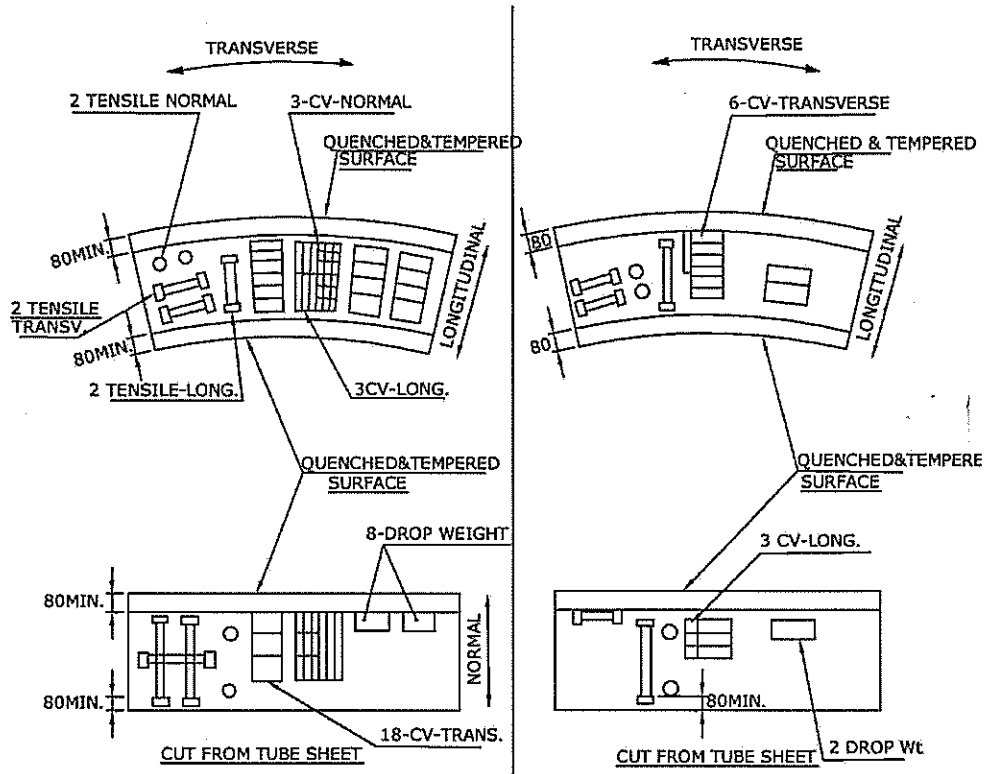 TRANSVERSE
2 TENSILE NORMAL
3-CV-NORMAL
QUENCHED&TEMPERED
SURFACE
80MIN.
LONGITUDINAL
2 TENSILE
TRANSV.
80MIN.
2 TENSILE-LONG.
3CV-LONG.
QUENCHED&TEMPERED
SURFACE
8-DROP WEIGHT
80MIN.
NORMAL
80MIN.
18-CV-TRANS.
CUT FROM TUBE SHEET
TRANSVERSE
6-CV-TRANSVERSE
QUENCHED & TEMPERED
SURFACE
80
LONGITUDINAL
80
QUENCHED&TEMPERE
SURFACE
3 CV-LONG.
80MIN.
CUT FROM TUBE SHEET
2 DROP Wt